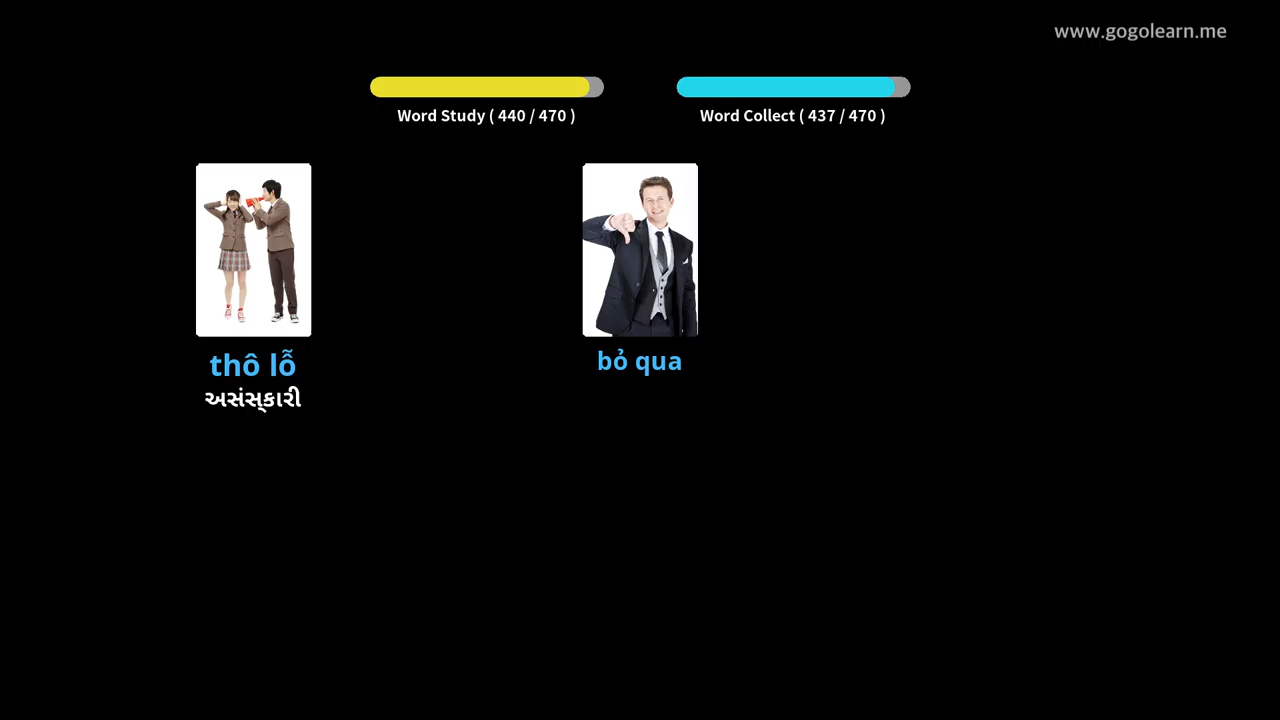 www.gogolearn.me
Word Study ( 440 / 470 )
Word Collect ( 437 / 470 )
thô lỗ
અસંસ્કારી
bỏ qua